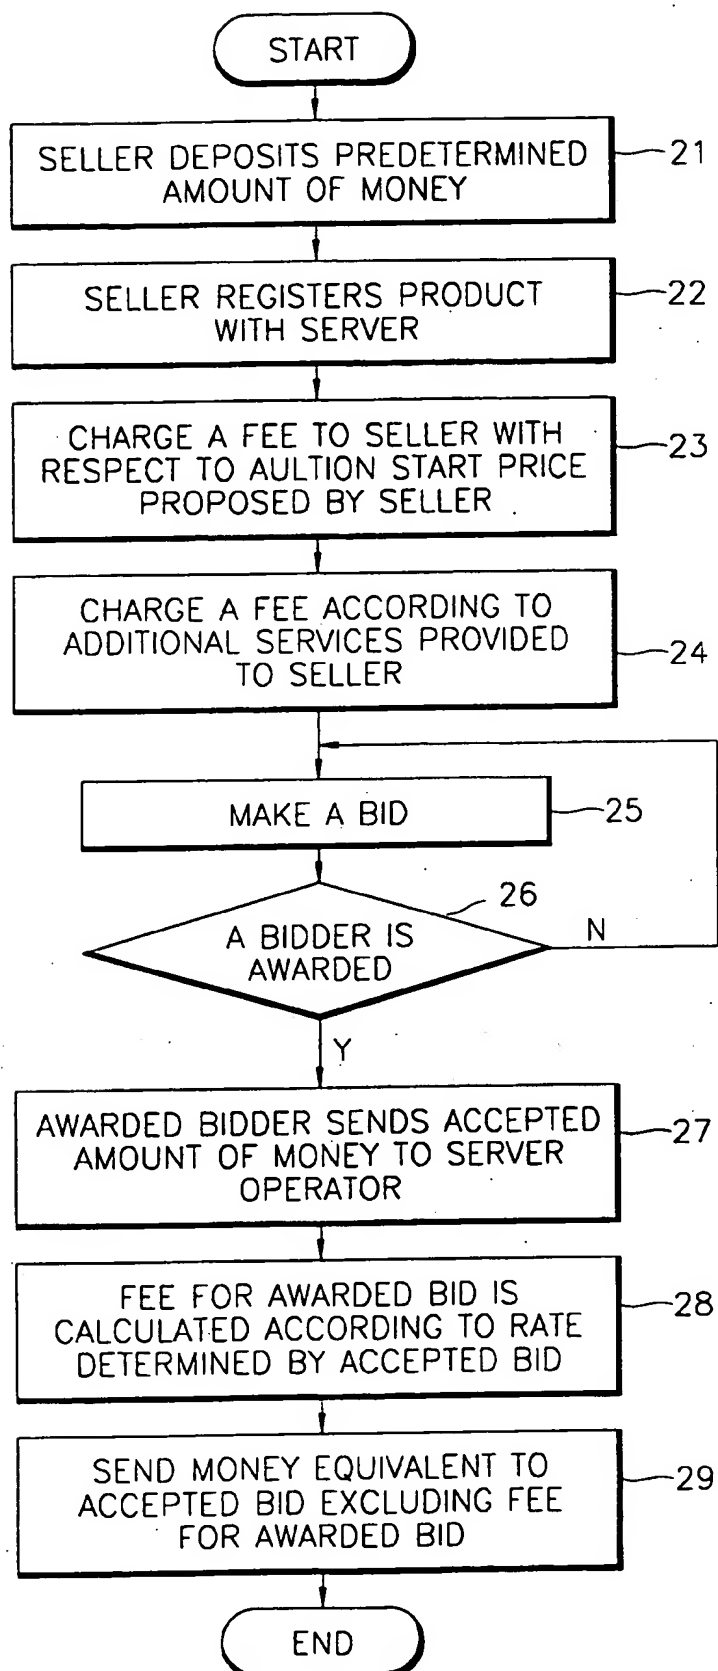 START
SELLER DEPOSITS PREDETERMINED
AMOUNT OF MONEY
21
SELLER REGISTERS PRODUCT
WITH SERVER
22
CHARGE A FEE TO SELLER WITH
RESPECT TO AULTION START PRICE
PROPOSED BY SELLER
23
CHARGE A FEE ACCORDING TO
ADDITIONAL SERVICES PROVIDED
TO SELLER
24
MAKE A BID
25
26
A BIDDER IS
AWARDED
N
Y
AWARDED BIDDER SENDS ACCEPTED
AMOUNT OF MONEY TO SERVER
OPERATOR
27
FEE FOR AWARDED BID IS
CALCULATED ACCORDING TO RATE
DETERMINED BY ACCEPTED BID
28
SEND MONEY EQUIVALENT TO
ACCEPTED BID EXCLUDING FEE
FOR AWARDED BID
29
END